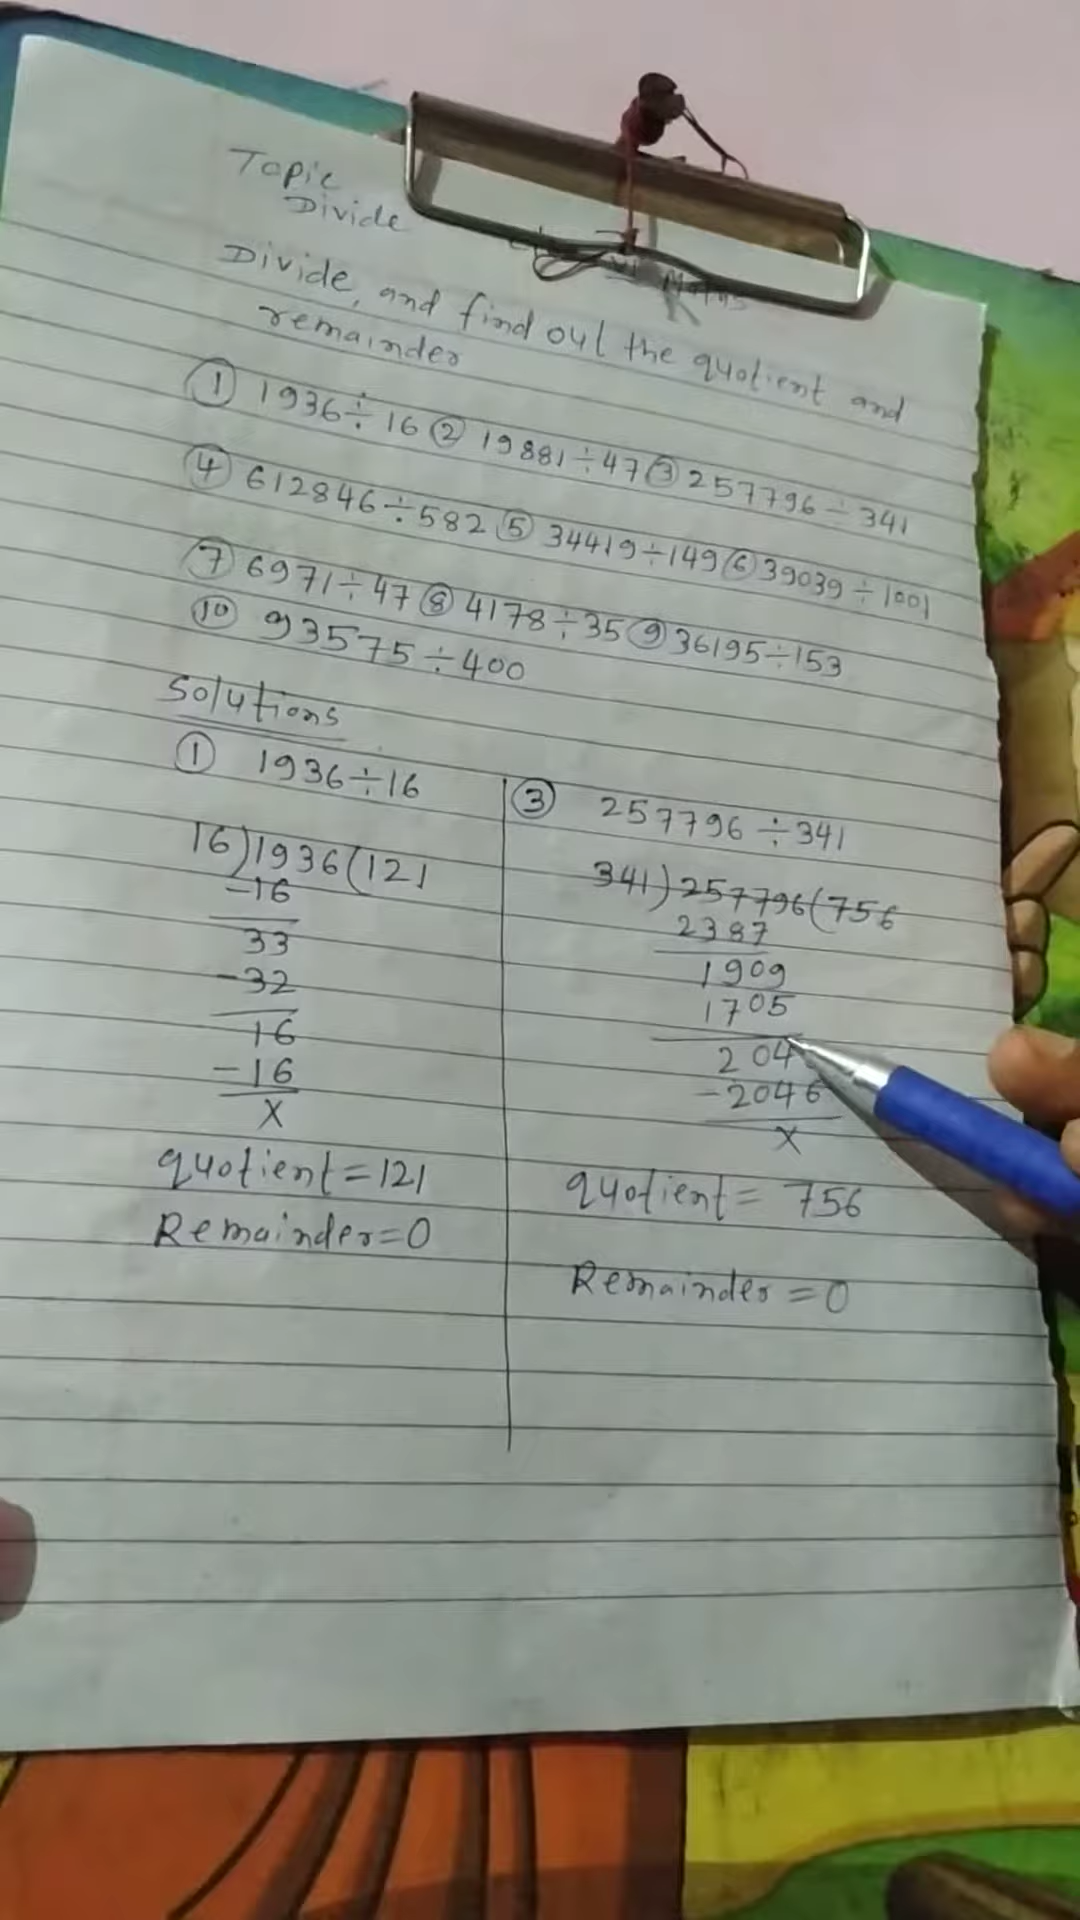 Topic
Divide
VI Maths
Divide, and find out the quotient and
remainder
① 1936÷16 ② 19881÷47 ③ 257796÷341
④ 612846÷582 ⑤ 34419÷149 ⑥ 39039÷1001
⑦ 6971÷47 ⑧ 4178÷35 ⑨ 36195÷153
⑩ 93575÷400
Solutions
① 1936÷16
16)1936(121
-16
33
-32
16
-16
X
quotient=121
Remainder=0
③ 257796÷341
341)257796(756
2387
1909
1705
204
-2046
X
quotient= 756
Remainder=0